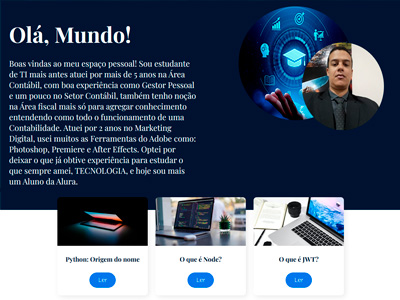 Olá, Mundo!
Boas vindas ao meu espaço pessoal! Sou estudante
de TI mais antes atuei por mais de 5 anos na Área
Contábil, com boa experiência como Gestor Pessoal
e um pouco no Setor Contábil, também tenho noção
na Área fiscal mais só para agregar conhecimento
entendendo como todo o funcionamento de uma
Contabilidade. Atuei por 2 anos no Marketing
Digital, usei muitos as Ferramentas do Adobe como:
Photoshop, Premiere e After Effects. Optei por
deixar o que já obtive experiência para estudar o
que sempre amei, TECNOLOGIA, e hoje sou mais
um Aluno da Alura.
Python: Origem do nome
O que é Node?
O que é JWT?
Ler
Ler
Ler